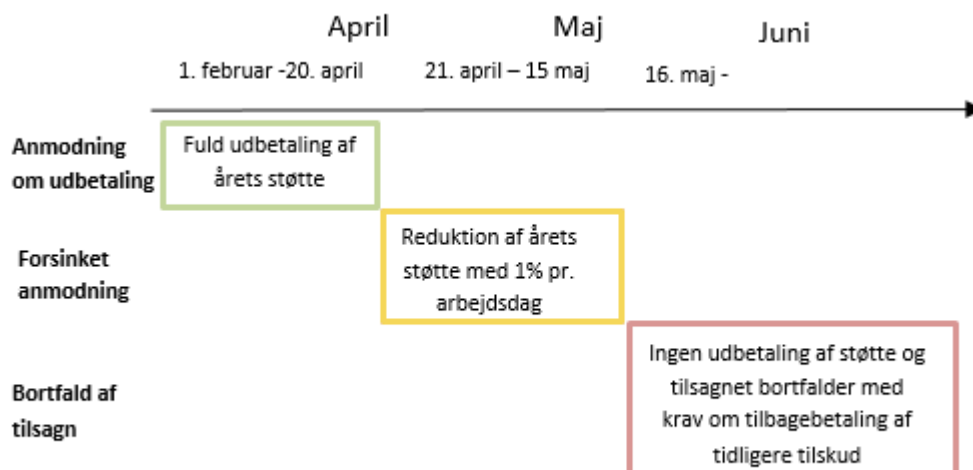 April
Maj
Juni
1. februar -20. april
21. april – 15 maj
16. maj -
Anmodning
om udbetaling
Fuld udbetaling af
årets støtte
Forsinket
anmodning
Reduktion af årets
støtte med 1% pr.
arbejdsdag
Bortfald af
tilsagn
Ingen udbetaling af støtte og
tilsagnet bortfalder med
krav om tilbagebetaling af
tidligere tilskud